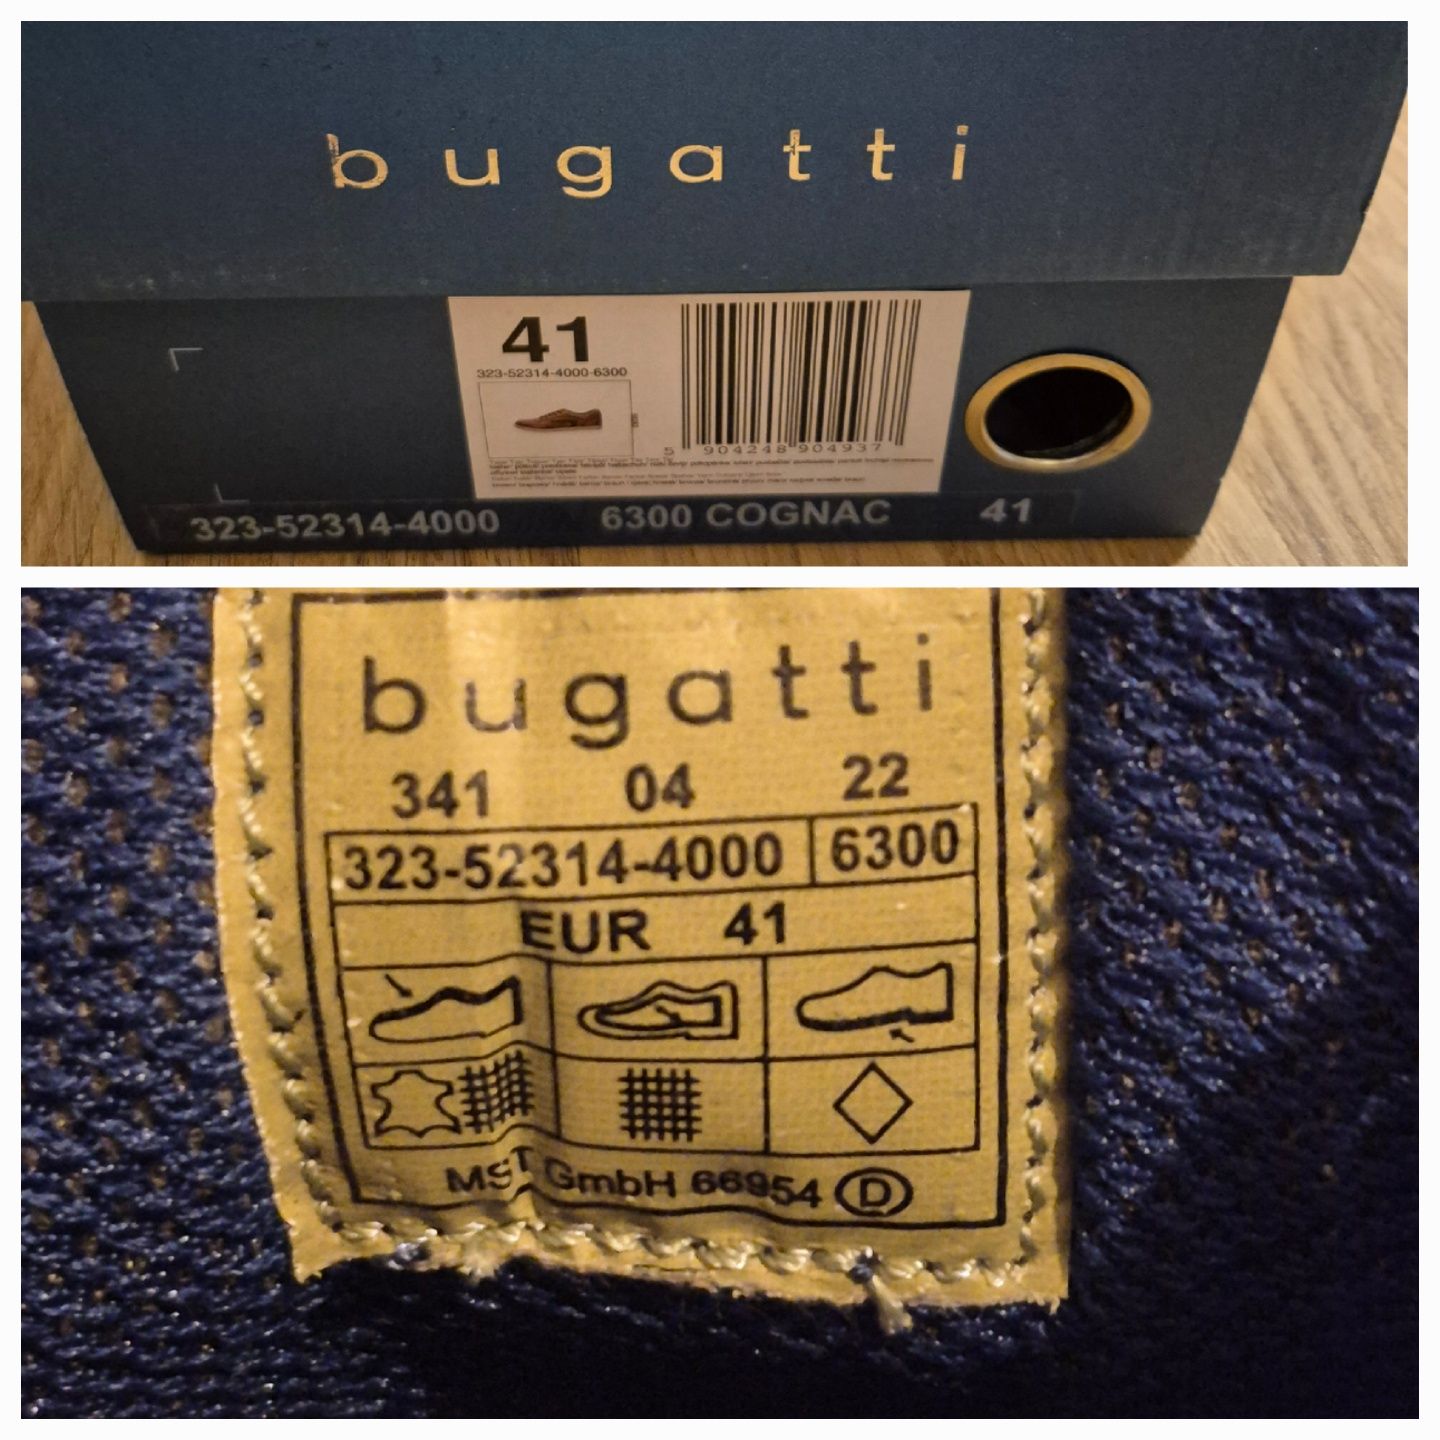 bugatti
41
323-52314-4000-6300
5 904248 904937
323-52314-4000 6300 COGNAC 41
bugatti
341 04 22
323-52314-4000 6300
EUR 41
MST GmbH 66954 D